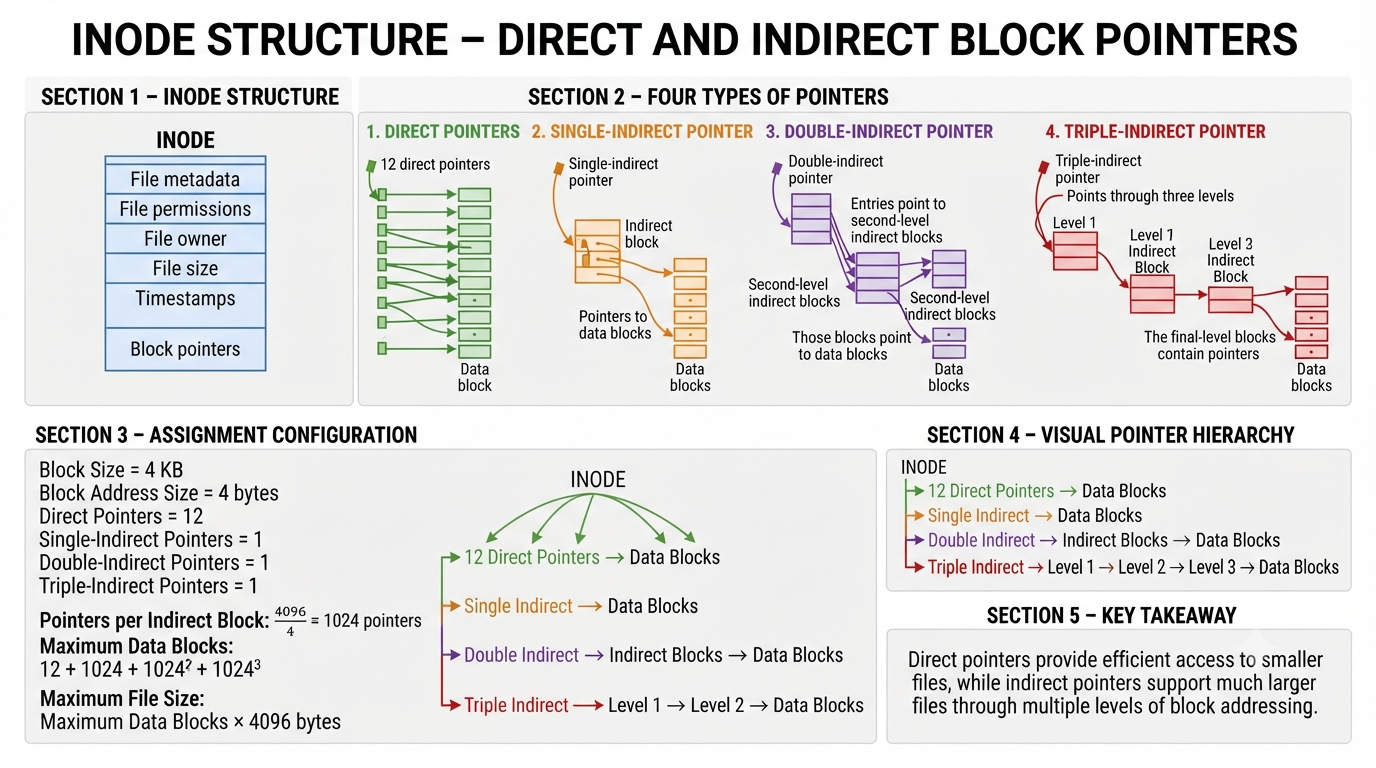 INODE STRUCTURE – DIRECT AND INDIRECT BLOCK POINTERS
SECTION 1 – INODE STRUCTURE
INODE
File metadata
File permissions
File owner
File size
Timestamps
Block pointers
SECTION 2 – FOUR TYPES OF POINTERS
1. DIRECT POINTERS
12 direct pointers
Data
block
2. SINGLE-INDIRECT POINTER
Single-indirect
pointer
Indirect
block
Pointers to
data blocks
Data
blocks
3. DOUBLE-INDIRECT POINTER
Double-indirect
pointer
Entries point to
second-level
indirect blocks
Second-level
indirect blocks
Second-level
indirect blocks
Those blocks point
to data blocks
Data
blocks
4. TRIPLE-INDIRECT POINTER
Triple-indirect
pointer
Points through three levels
Level 1
Level 1
Indirect
Block
Level 3
Indirect
Block
The final-level blocks
contain pointers
Data
blocks
SECTION 3 – ASSIGNMENT CONFIGURATION
Block Size = 4 KB
Block Address Size = 4 bytes
Direct Pointers = 12
Single-Indirect Pointers = 1
Double-Indirect Pointers = 1
Triple-Indirect Pointers = 1
Pointers per Indirect Block: 4096/4 = 1024 pointers
Maximum Data Blocks:
12 + 1024 + 1024² + 1024³
Maximum File Size:
Maximum Data Blocks × 4096 bytes
INODE
12 Direct Pointers → Data Blocks
Single Indirect → Data Blocks
Double Indirect → Indirect Blocks → Data Blocks
Triple Indirect → Level 1 → Level 2 → Data Blocks
SECTION 4 – VISUAL POINTER HIERARCHY
INODE
12 Direct Pointers → Data Blocks
Single Indirect → Data Blocks
Double Indirect → Indirect Blocks → Data Blocks
Triple Indirect → Level 1 → Level 2 → Level 3 → Data Blocks
SECTION 5 – KEY TAKEAWAY
Direct pointers provide efficient access to smaller
files, while indirect pointers support much larger
files through multiple levels of block addressing.